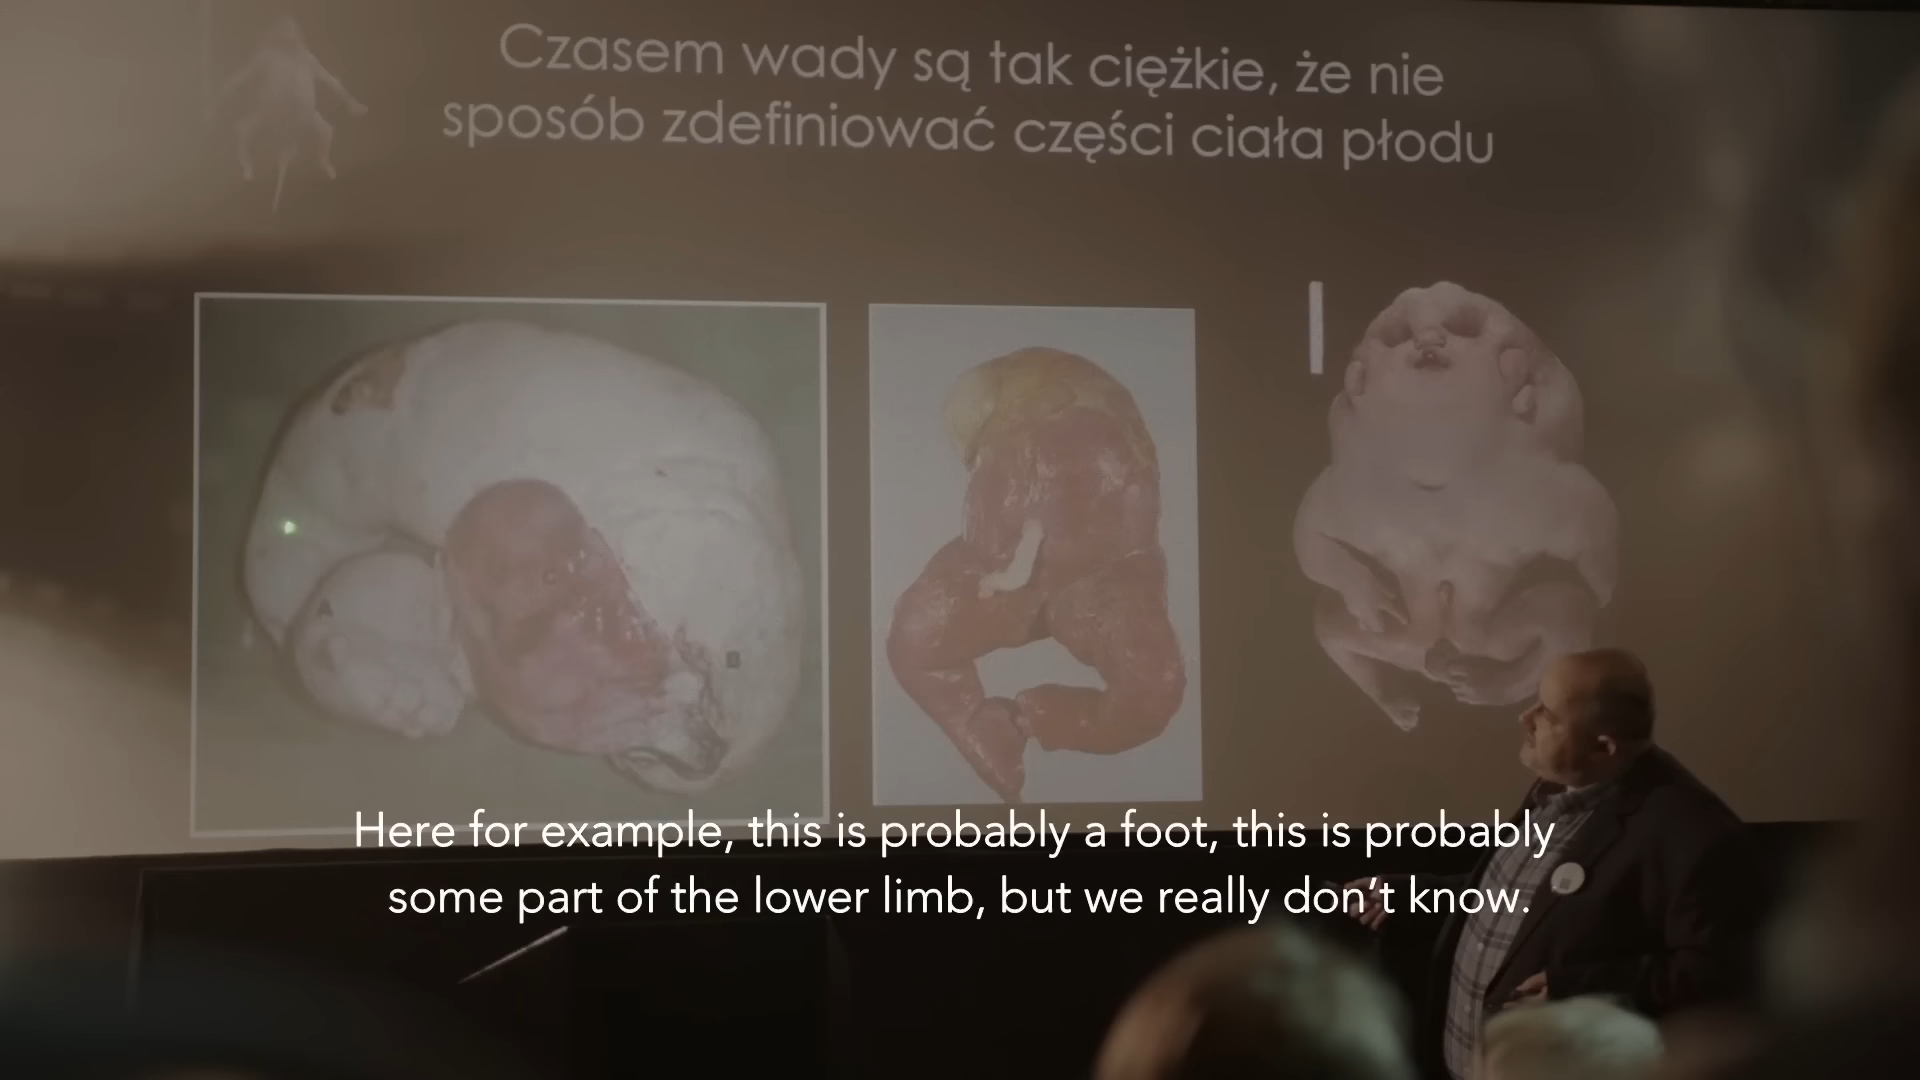 Czasem wady są tak ciężkie, że nie
sposób zdefiniować części ciała płodu
A
Here for example, this is probably a foot, this is probably
some part of the lower limb, but we really don't know.